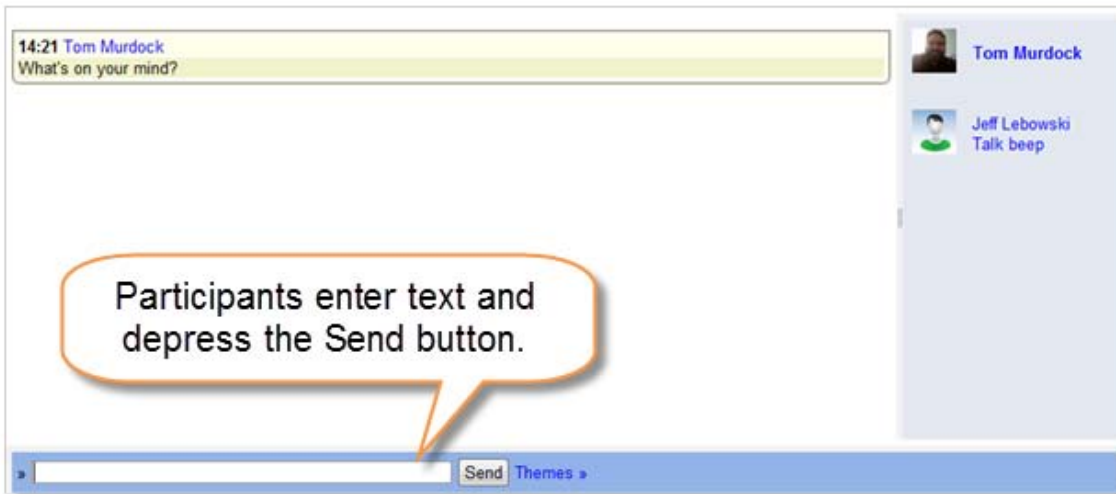 14:21 Tom Murdock
What's on your mind?
Tom Murdock
Jeff Lebowski
Talk beep
Participants enter text and
depress the Send button.
» Send Themes »